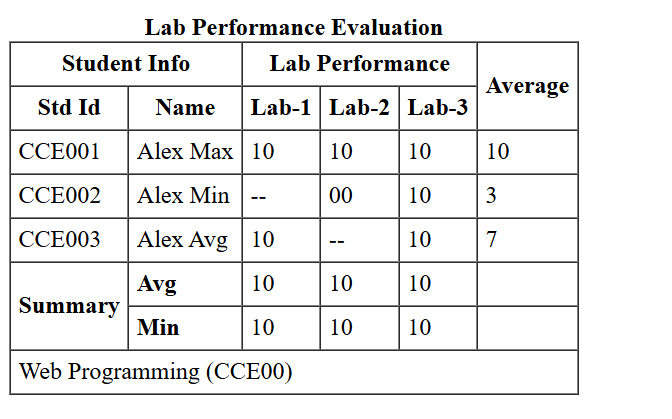 Lab Performance Evaluation
Student Info Lab Performance Average
Std Id Name Lab-1 Lab-2 Lab-3
CCE001 Alex Max 10 10 10 10
CCE002 Alex Min -- 00 10 3
CCE003 Alex Avg 10 -- 10 7
Summary Avg 10 10 10
Min 10 10 10
Web Programming (CCE00)